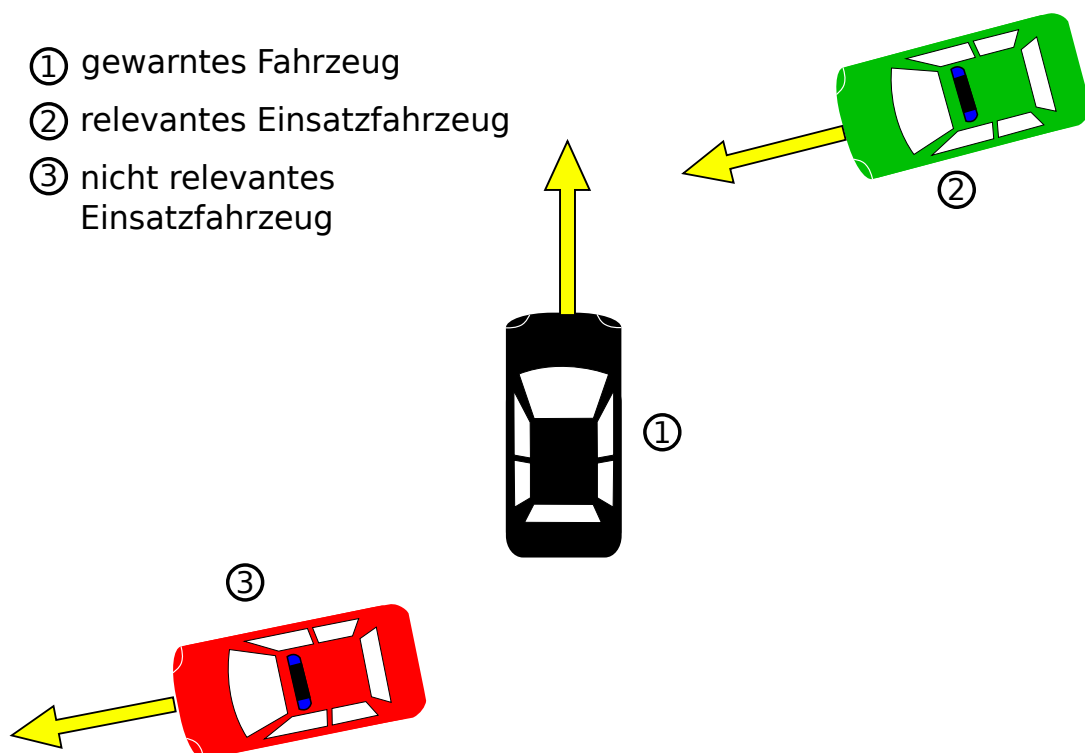 ① gewarntes Fahrzeug
② relevantes Einsatzfahrzeug
③ nicht relevantes
Einsatzfahrzeug
②
①
③